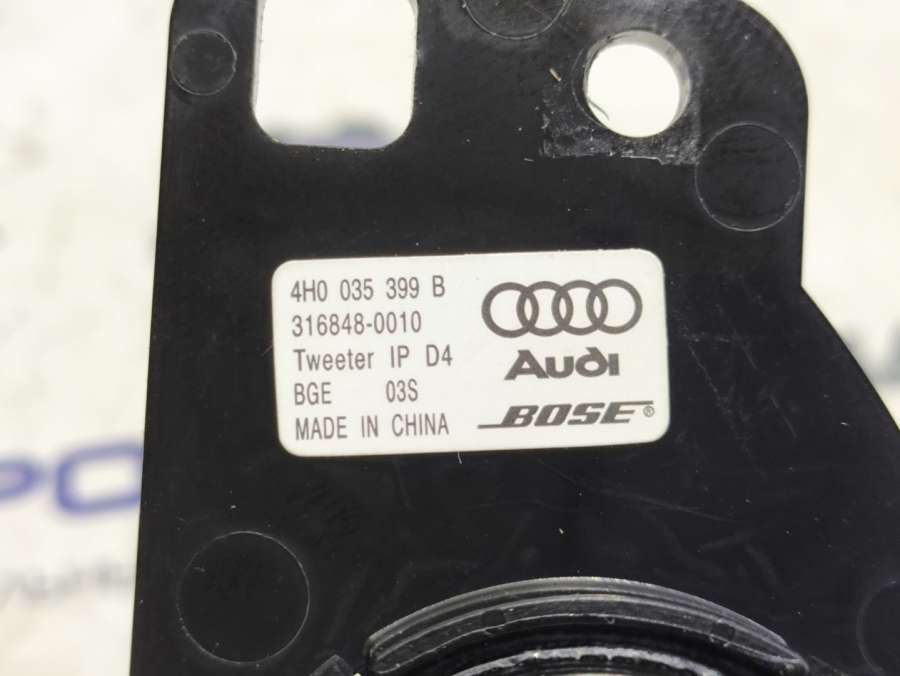 4H0 035 399 B
316848-0010
Tweeter IP D4
BGE 03S
MADE IN CHINA
Audi
BOSE®